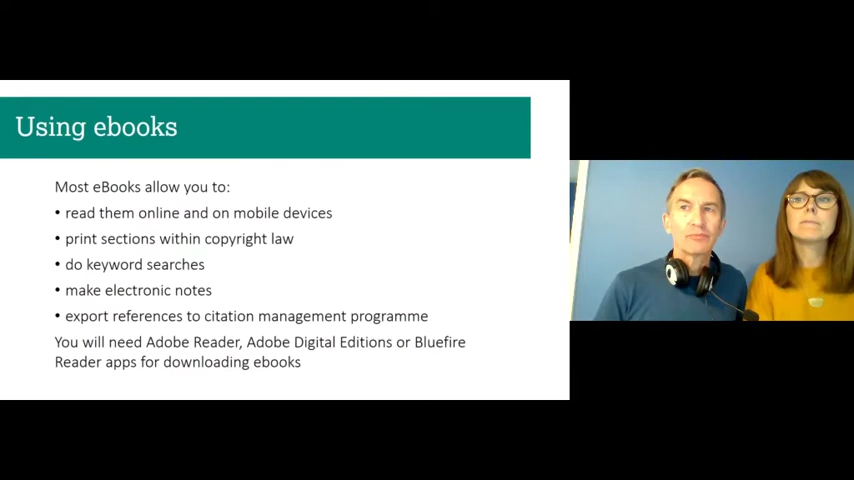 Using ebooks
Most eBooks allow you to:
• read them online and on mobile devices
• print sections within copyright law
• do keyword searches
• make electronic notes
• export references to citation management programme
You will need Adobe Reader, Adobe Digital Editions or Bluefire
Reader apps for downloading ebooks